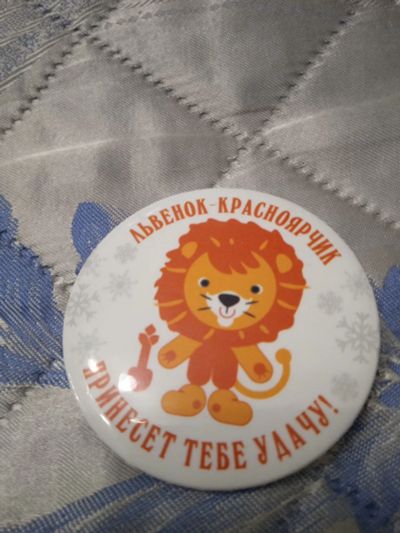 ЛЬВЕНОК-КРАСНОЯРЧИК
ПРИНЕСЕТ ТЕБЕ УДАЧУ!